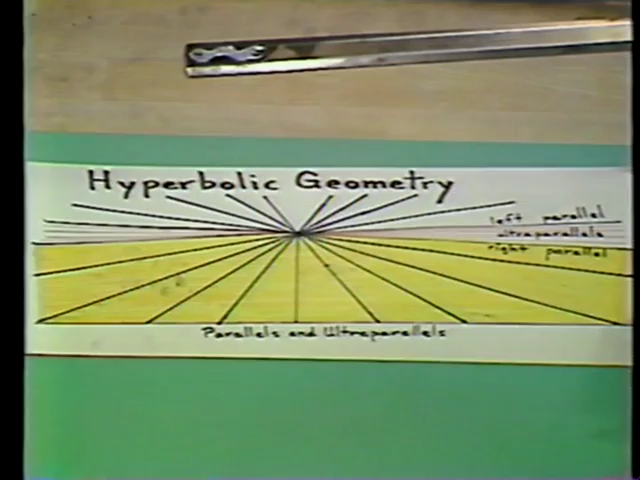 Hyperbolic Geometry
left parallel
ultraparallels
right parallel
Parallels and Ultraparallels